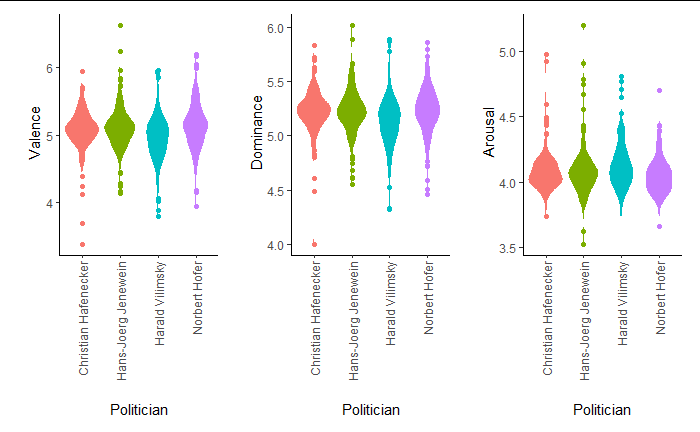 Valence
6
5
4
Christian Hafenecker
Hans-Joerg Jenewein
Harald Vilimsky
Norbert Hofer
Politician
Dominance
6.0
5.5
5.0
4.5
4.0
Christian Hafenecker
Hans-Joerg Jenewein
Harald Vilimsky
Norbert Hofer
Politician
Arousal
5.0
4.5
4.0
3.5
Christian Hafenecker
Hans-Joerg Jenewein
Harald Vilimsky
Norbert Hofer
Politician